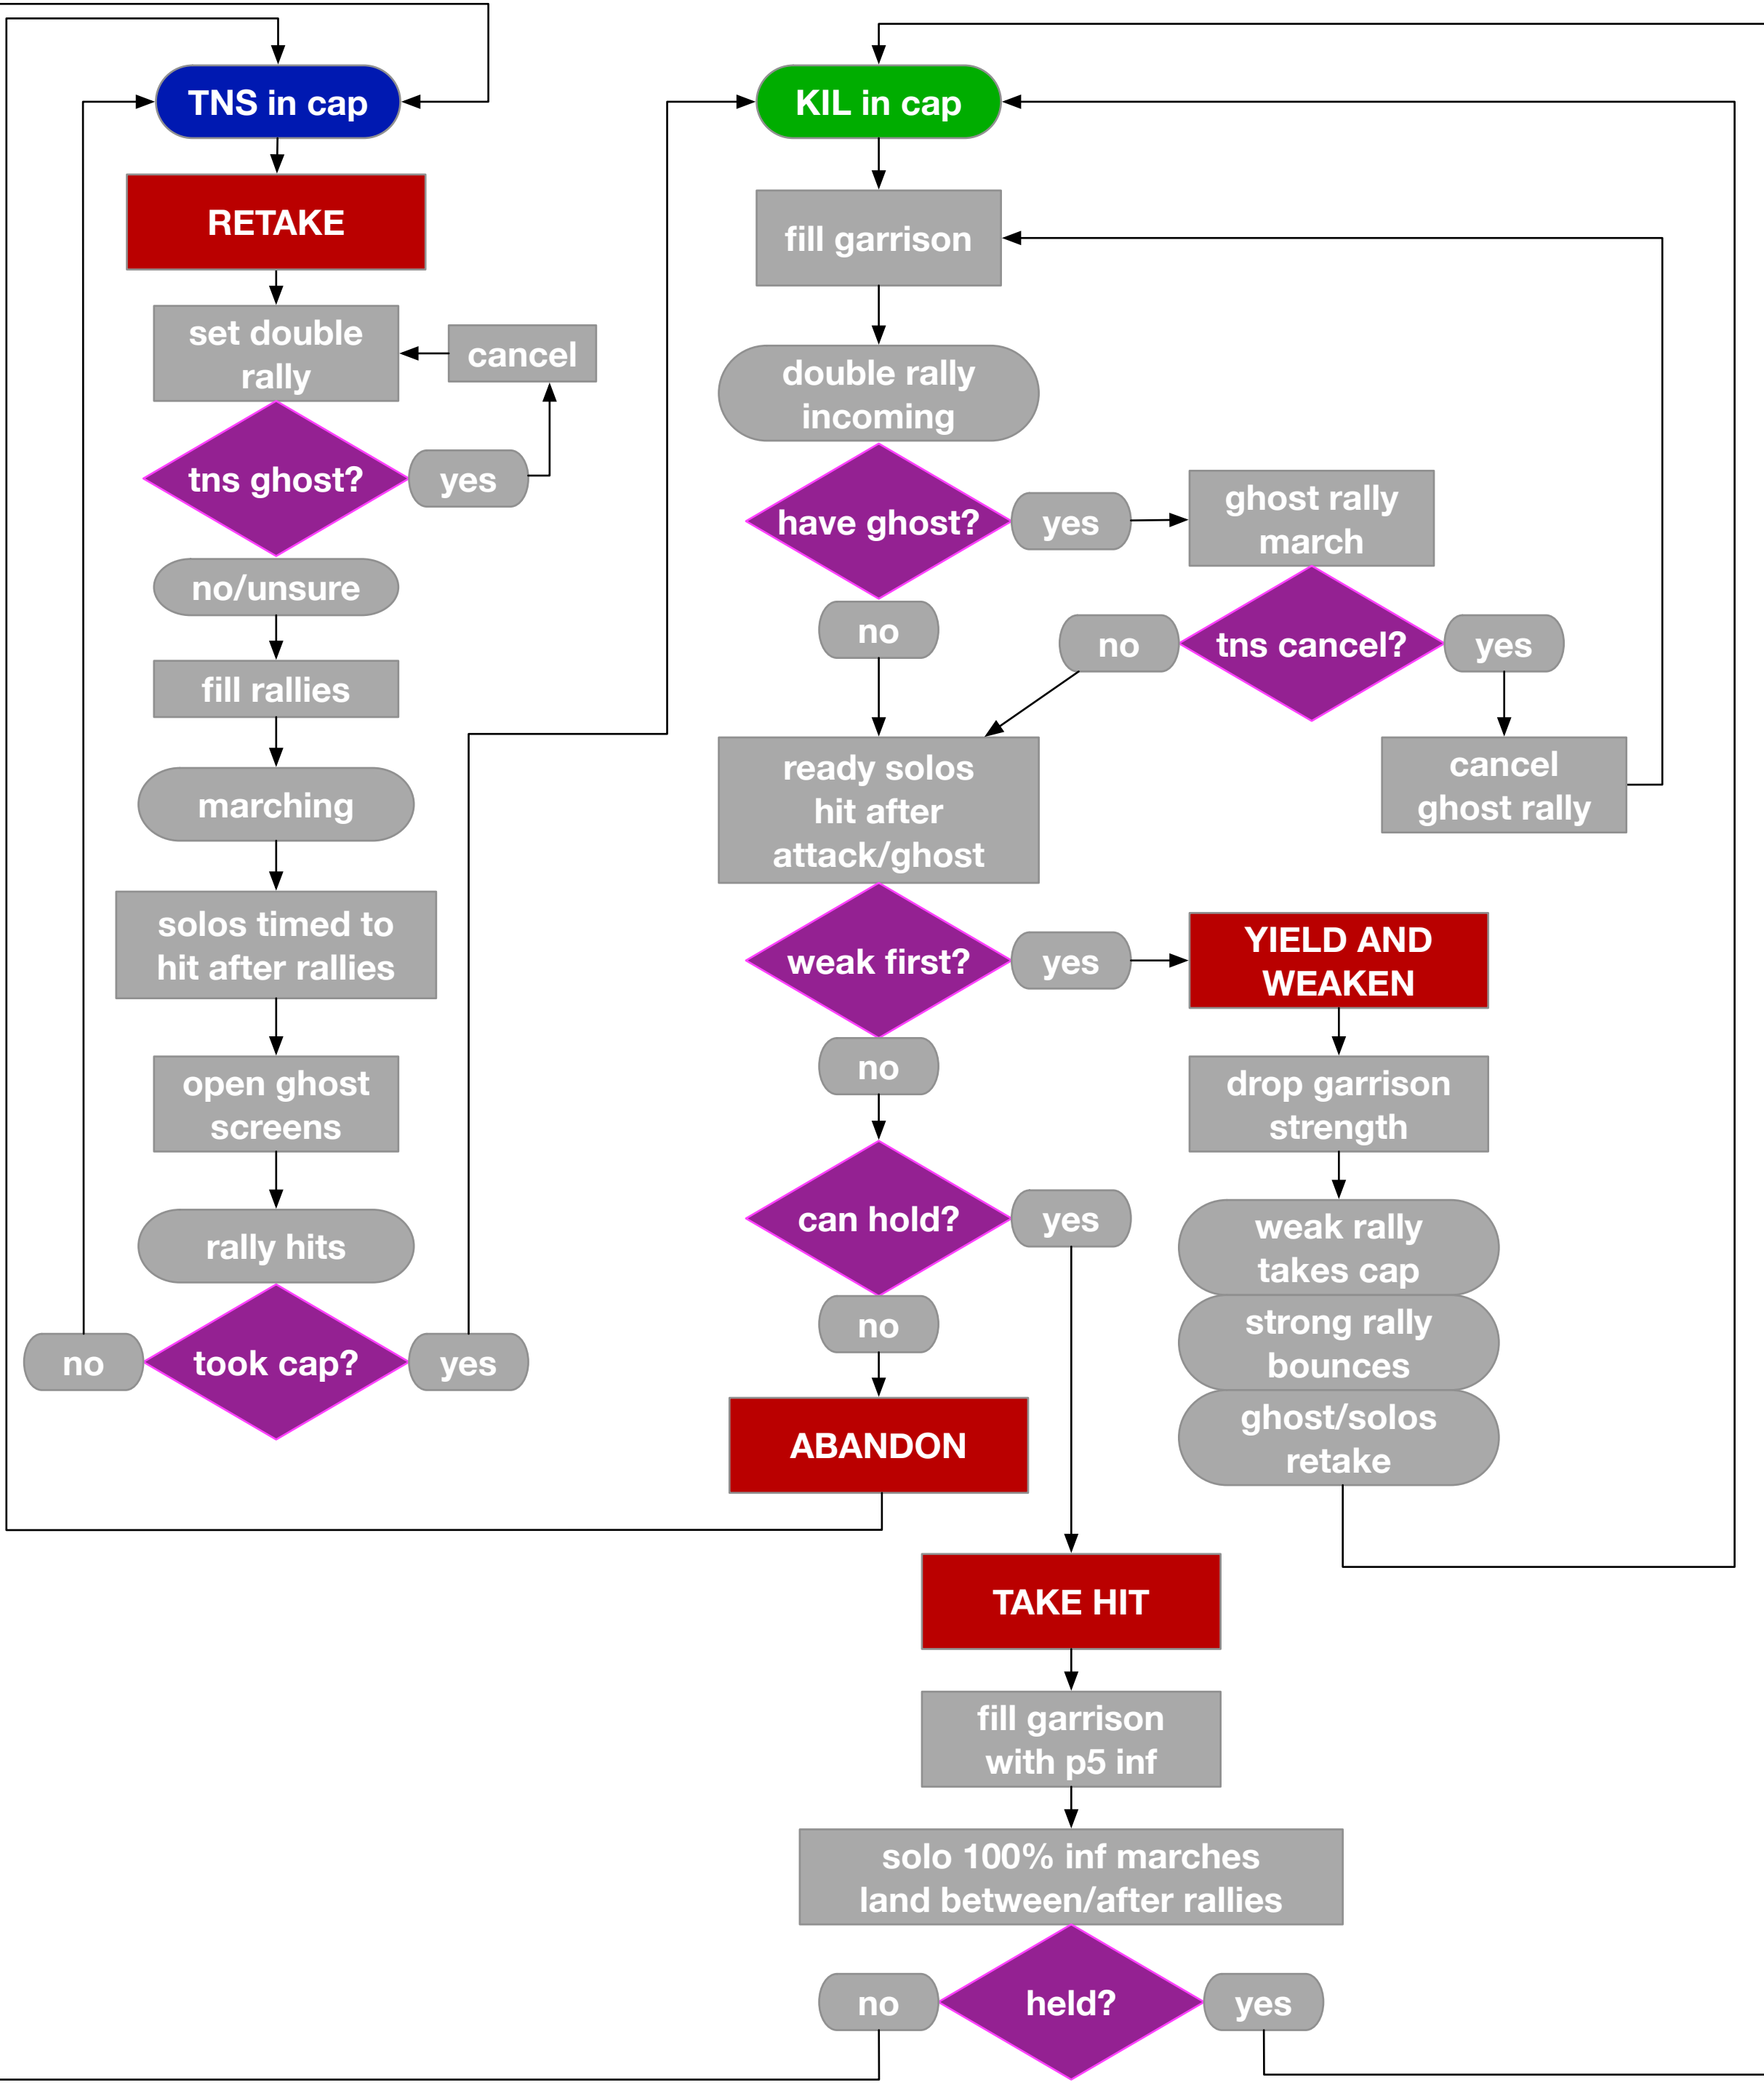 TNS in cap
RETAKE
set double
rally
cancel
tns ghost?
yes
no/unsure
fill rallies
marching
solos timed to
hit after rallies
open ghost
screens
rally hits
no
took cap?
yes
KIL in cap
fill garrison
double rally
incoming
have ghost?
yes
ghost rally
march
no
no
tns cancel?
yes
cancel
ghost rally
ready solos
hit after
attack/ghost
weak first?
yes
YIELD AND
WEAKEN
no
drop garrison
strength
can hold?
yes
weak rally
takes cap
strong rally
bounces
ghost/solos
retake
no
ABANDON
TAKE HIT
fill garrison
with p5 inf
solo 100% inf marches
land between/after rallies
no
held?
yes